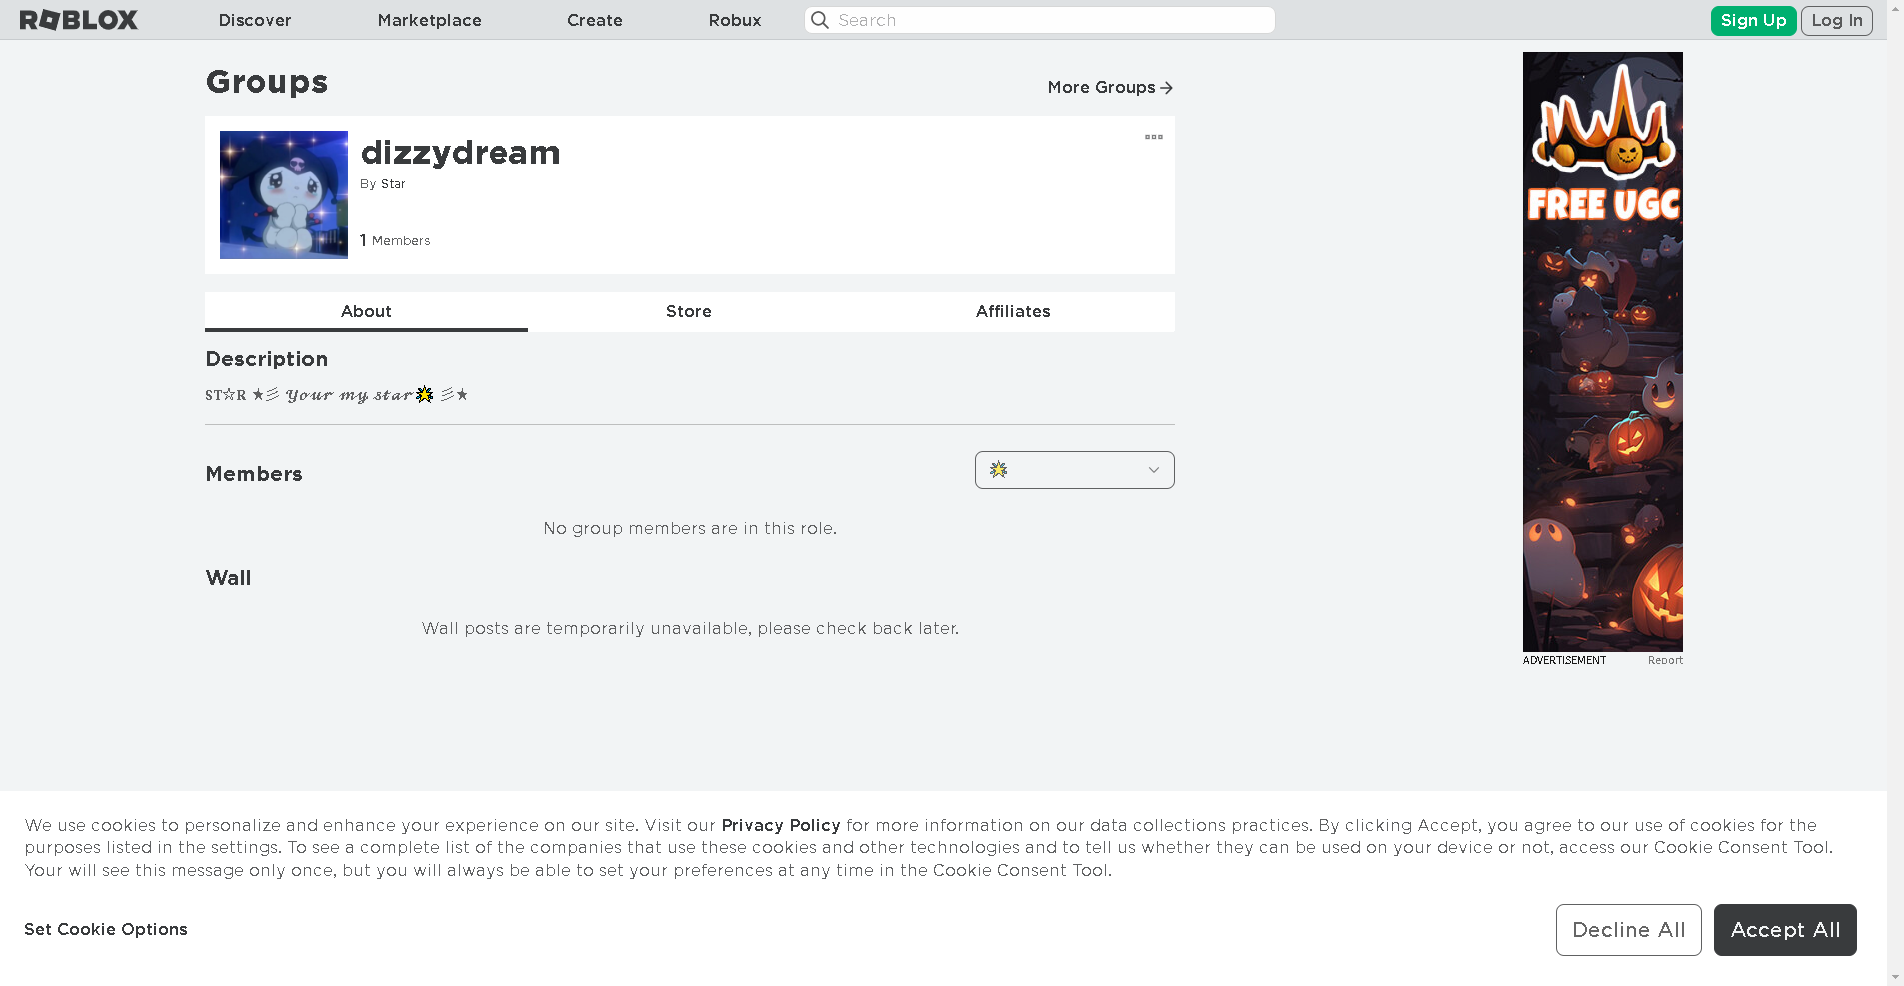 ROBLOX Discover Marketplace Create Robux Search Sign Up Log In
Groups
More Groups
dizzydream
By Star
1 Members
About Store Affiliates
Description
ST☆R ★彡 𝓨𝓸𝓾𝓻 𝓶𝔂 𝓼𝓽𝓪𝓻🌟 彡★
Members
🌟
No group members are in this role.
Wall
Wall posts are temporarily unavailable, please check back later.
FREE UGC
ADVERTISEMENT Report
We use cookies to personalize and enhance your experience on our site. Visit our Privacy Policy for more information on our data collections practices. By clicking Accept, you agree to our use of cookies for the
purposes listed in the settings. To see a complete list of the companies that use these cookies and other technologies and to tell us whether they can be used on your device or not, access our Cookie Consent Tool.
Your will see this message only once, but you will always be able to set your preferences at any time in the Cookie Consent Tool.
Set Cookie Options
Decline All Accept All